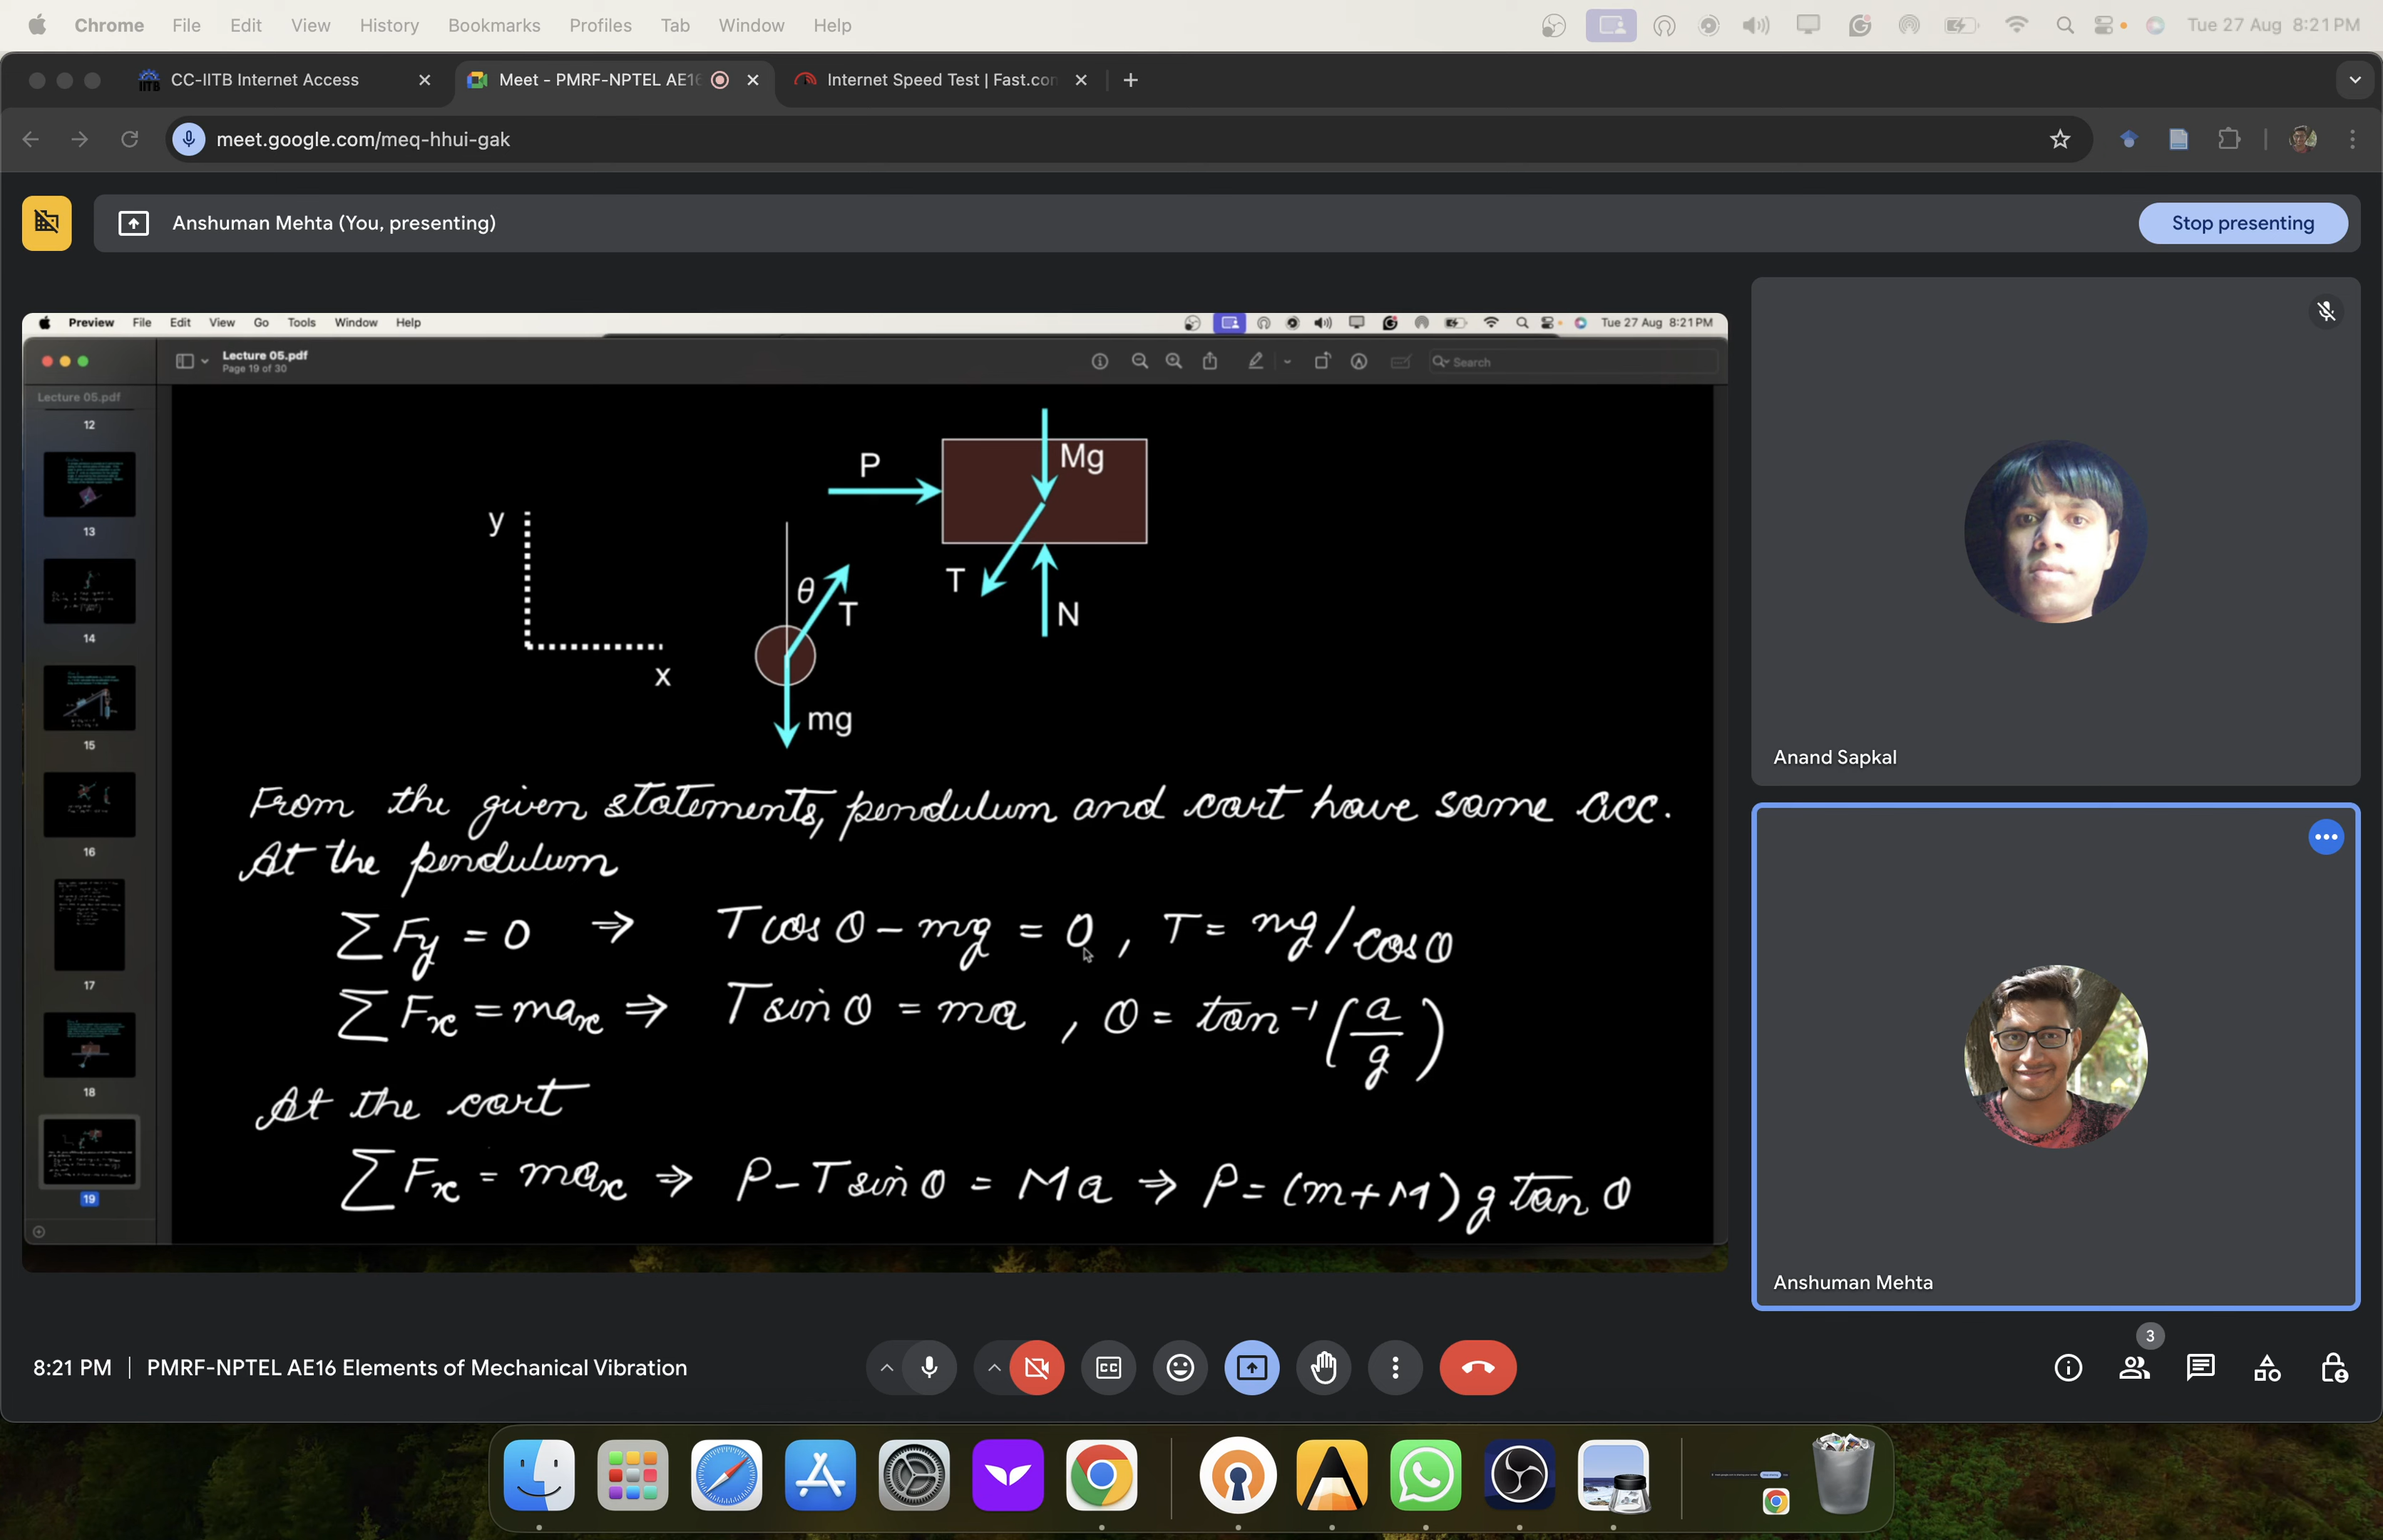 Chrome File Edit View History Bookmarks Profiles Tab Window Help Tue 27 Aug 8:21 PM
CC-IITB Internet Access Meet - PMRF-NPTEL AE16 Internet Speed Test | Fast.com
meet.google.com/meq-hhui-gak
Anshuman Mehta (You, presenting) Stop presenting
Preview File Edit View Go Tools Window Help Tue 27 Aug 8:21 PM
Lecture 05.pdf
Page 19 of 30
Search
Lecture 05.pdf
12
13
14
15
16
17
18
19
P
Mg
T
N
y
x
θ
T
mg
From the given statements, pendulum and cart have same acc.
At the pendulum
∑ Fy = 0 ⇒ T cos θ - mg = 0, T = mg/cos θ
∑ Fx = max ⇒ T sin θ = ma, θ = tan⁻¹ (a/g)
At the cart
∑ Fx = max ⇒ P - T sin θ = Ma ⇒ P = (m+M) g tan θ
Anand Sapkal
Anshuman Mehta
8:21 PM | PMRF-NPTEL AE16 Elements of Mechanical Vibration
CC
3